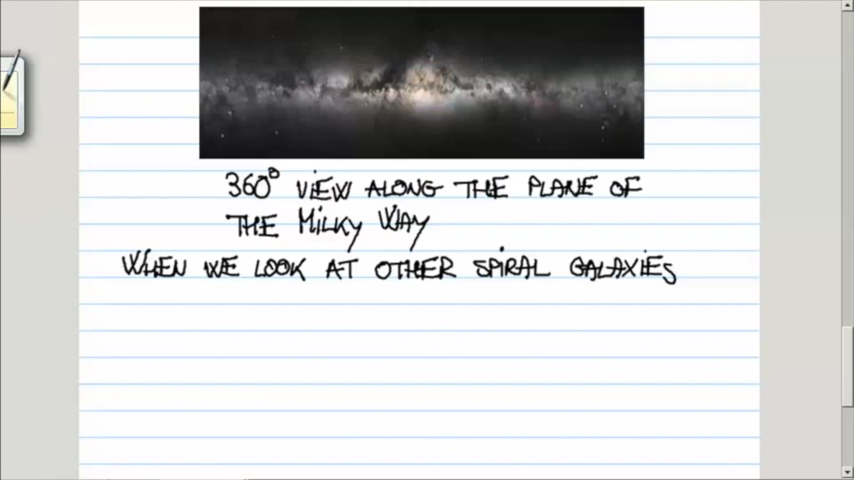 360° VIEW ALONG THE PLANE OF
THE MILKY WAY
WHEN WE LOOK AT OTHER SPIRAL GALAXIES